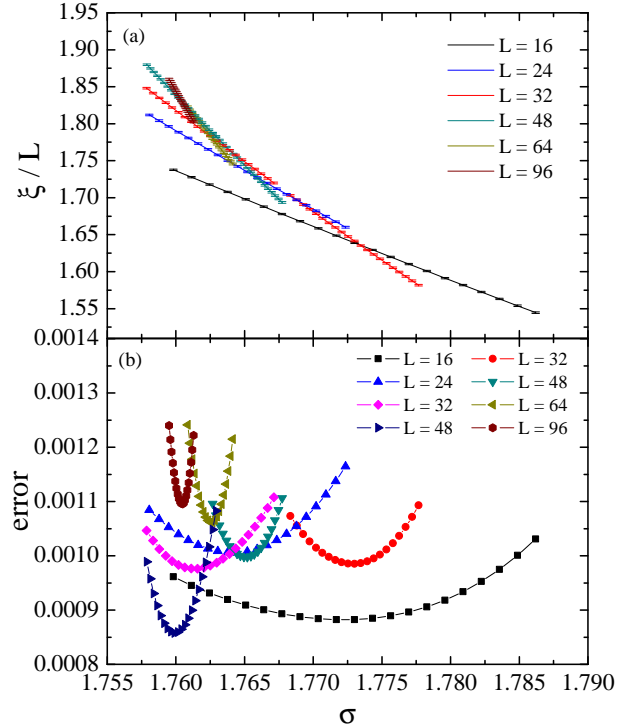 (a)
L = 16
L = 24
L = 32
L = 48
L = 64
L = 96
1.95
1.90
1.85
1.80
1.75
1.70
1.65
1.60
1.55
ξ / L
(b)
L = 16
L = 24
L = 32
L = 48
L = 32
L = 48
L = 64
L = 96
0.0014
0.0013
0.0012
0.0011
0.0010
0.0009
0.0008
error
1.755 1.760 1.765 1.770 1.775 1.780 1.785 1.790
σ